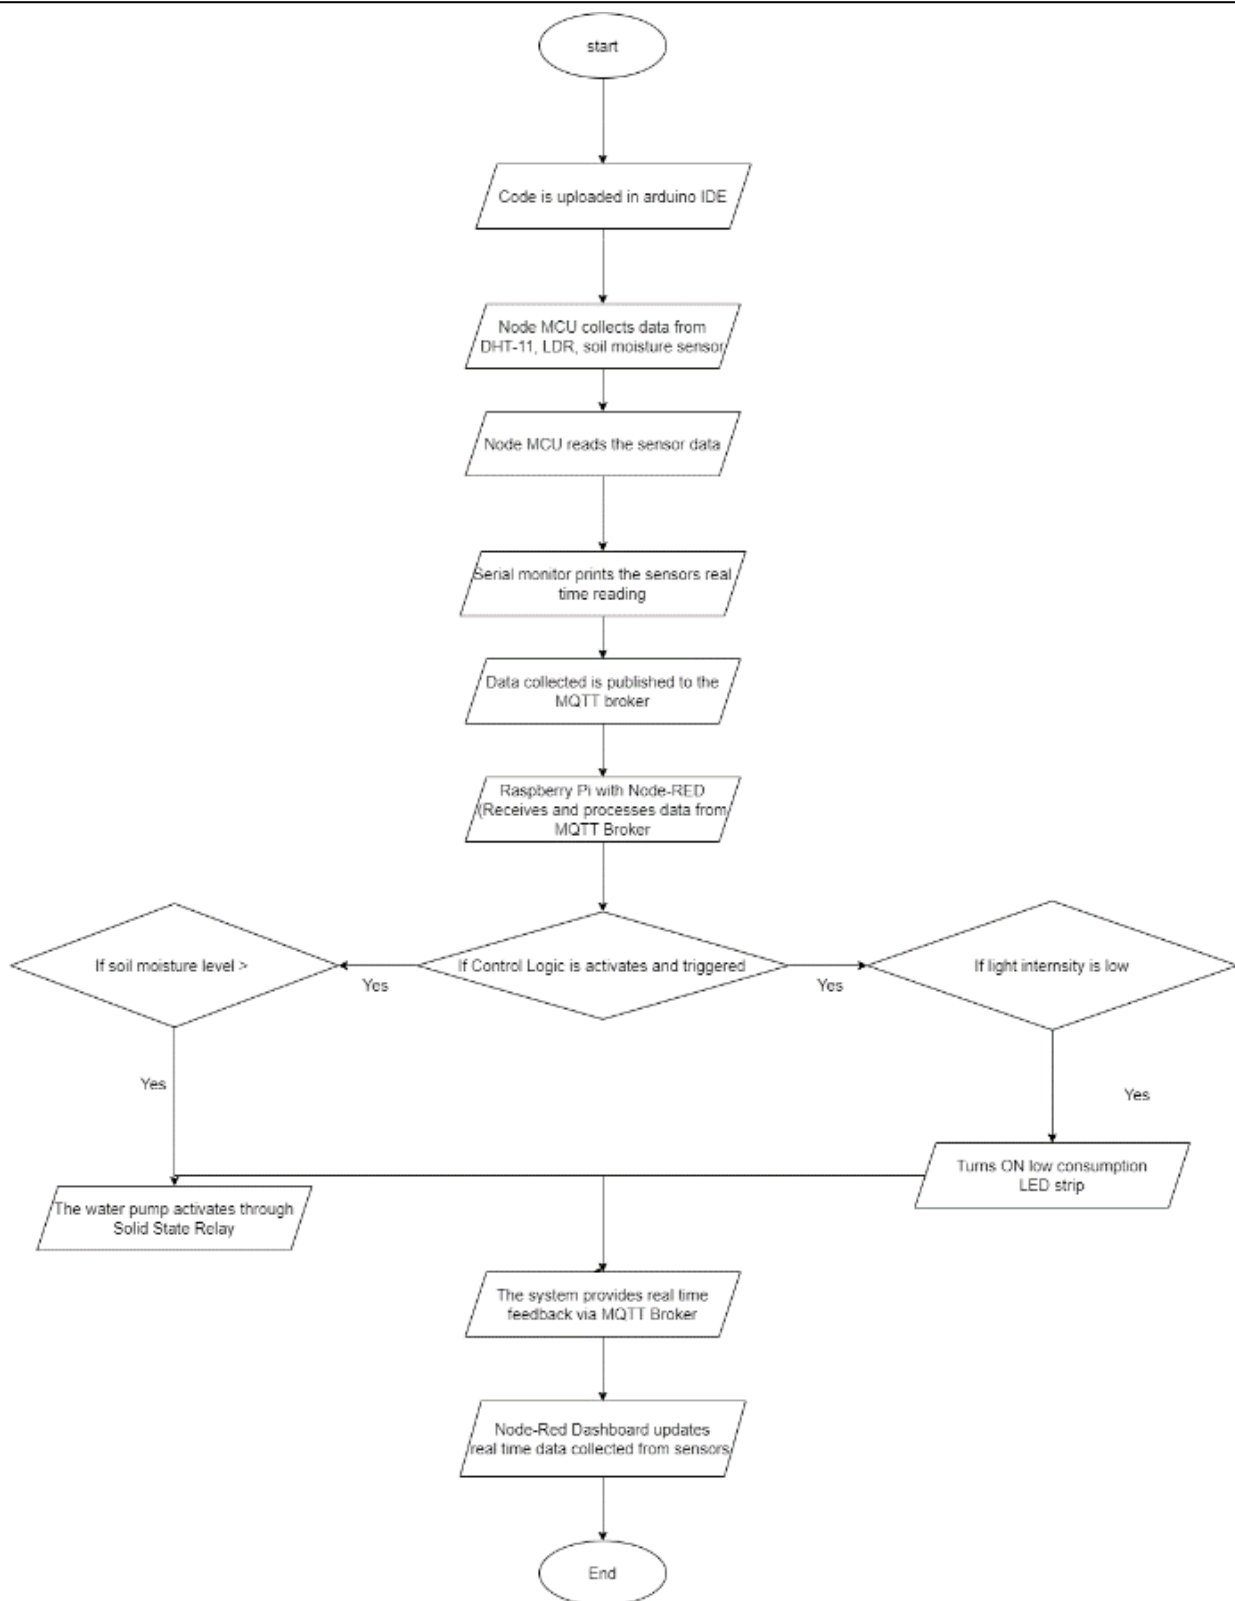 start
Code is uploaded in arduino IDE
Node MCU collects data from
DHT-11, LDR, soil moisture sensor
Node MCU reads the sensor data
Serial monitor prints the sensors real
time reading
Data collected is published to the
MQTT broker
Raspberry Pi with Node-RED
(Receives and processes data from
MQTT Broker
If soil moisture level >
If Control Logic is activates and triggered
If light internsity is low
Yes
Yes
Yes
Yes
Turns ON low consumption
LED strip
The water pump activates through
Solid State Relay
The system provides real time
feedback via MQTT Broker
Node-Red Dashboard updates
real time data collected from sensors
End